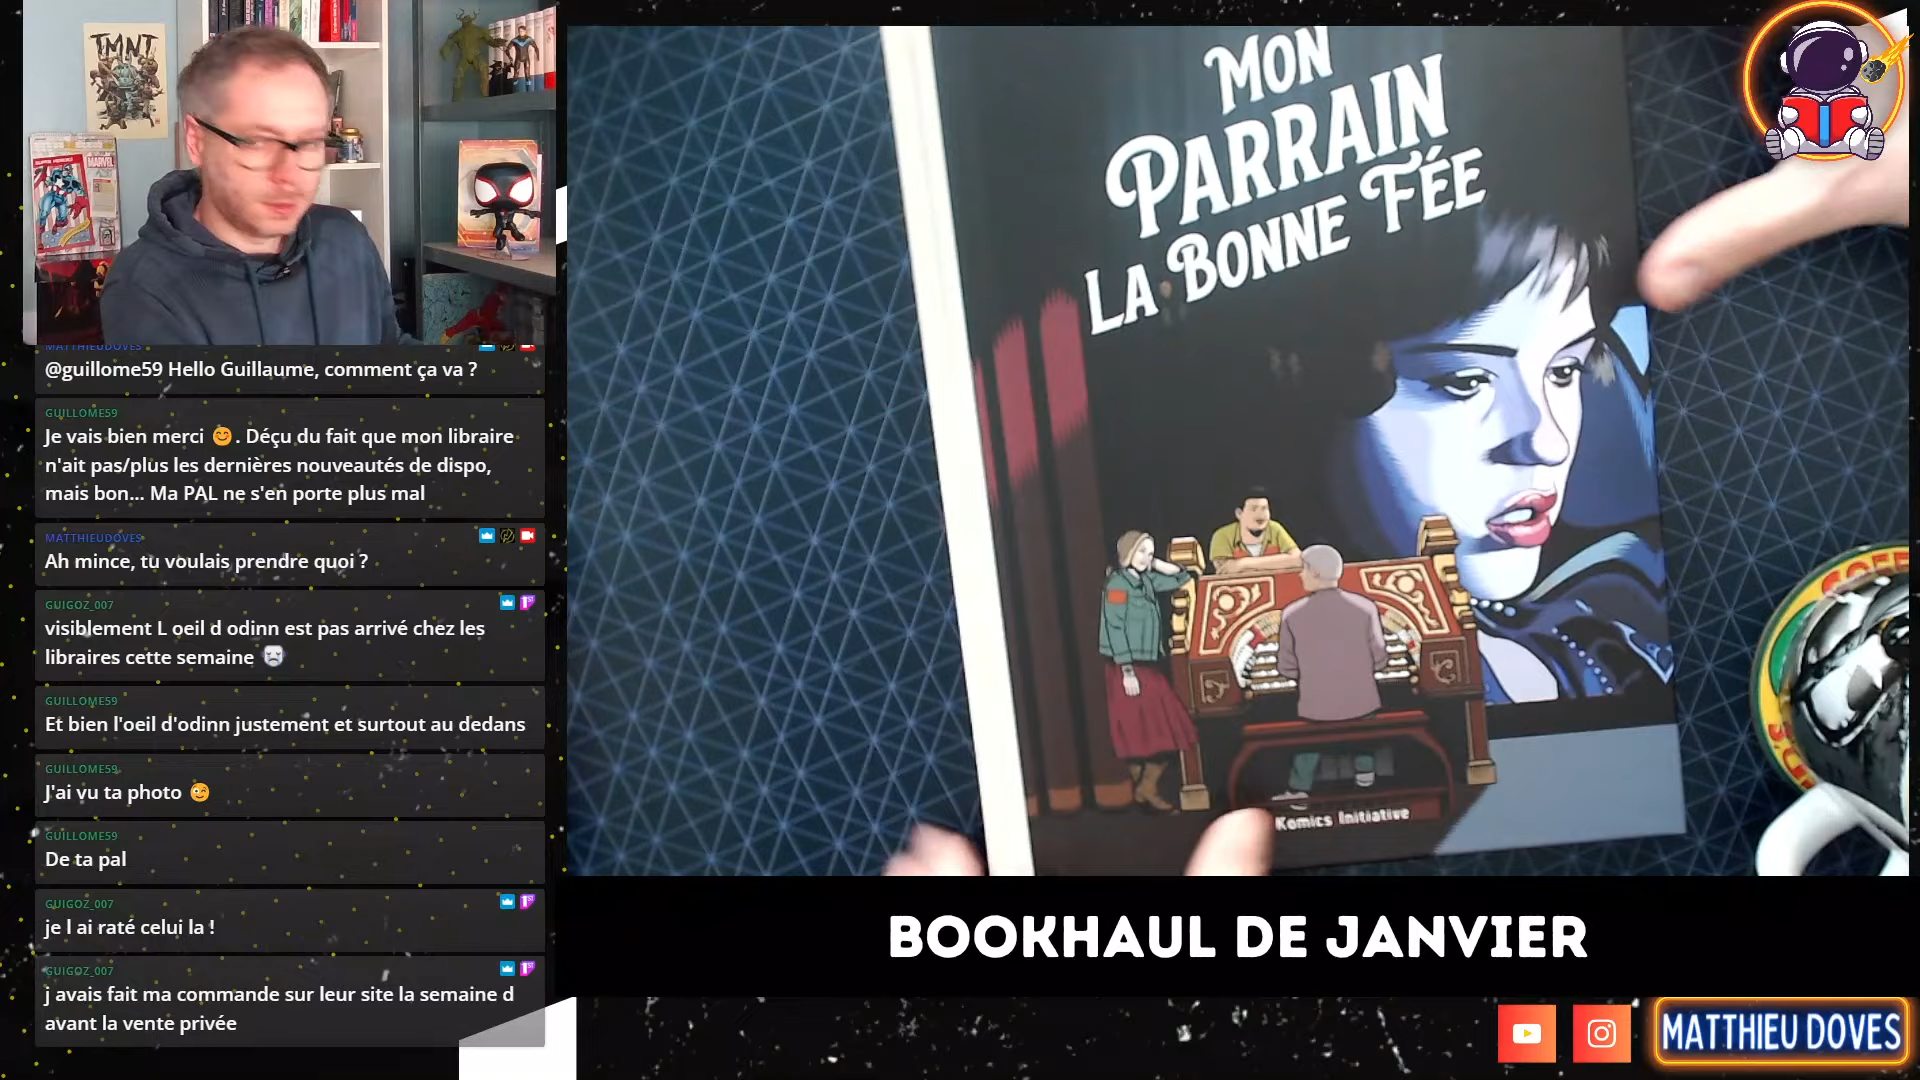 TMNT
MARVEL
MATTHIEUDOVES
@guillome59 Hello Guillaume, comment ça va ?
GUILLOME59
Je vais bien merci 😊. Déçu du fait que mon libraire
n'ait pas/plus les dernières nouveautés de dispo,
mais bon... Ma PAL ne s'en porte plus mal
MATTHIEUDOVES
Ah mince, tu voulais prendre quoi ?
GUIGOZ_007
visiblement L oeil d odinn est pas arrivé chez les
libraires cette semaine
GUILLOME59
Et bien l'oeil d'odinn justement et surtout au dedans
GUILLOME59
J'ai vu ta photo 😉
GUILLOME59
De ta pal
GUIGOZ_007
je l ai raté celui la !
GUIGOZ_007
j avais fait ma commande sur leur site la semaine d
avant la vente privée
MON
PARRAIN
LA BONNE FÉE
Komics Initiative
BOOKHAUL DE JANVIER
MATTHIEU DOVES